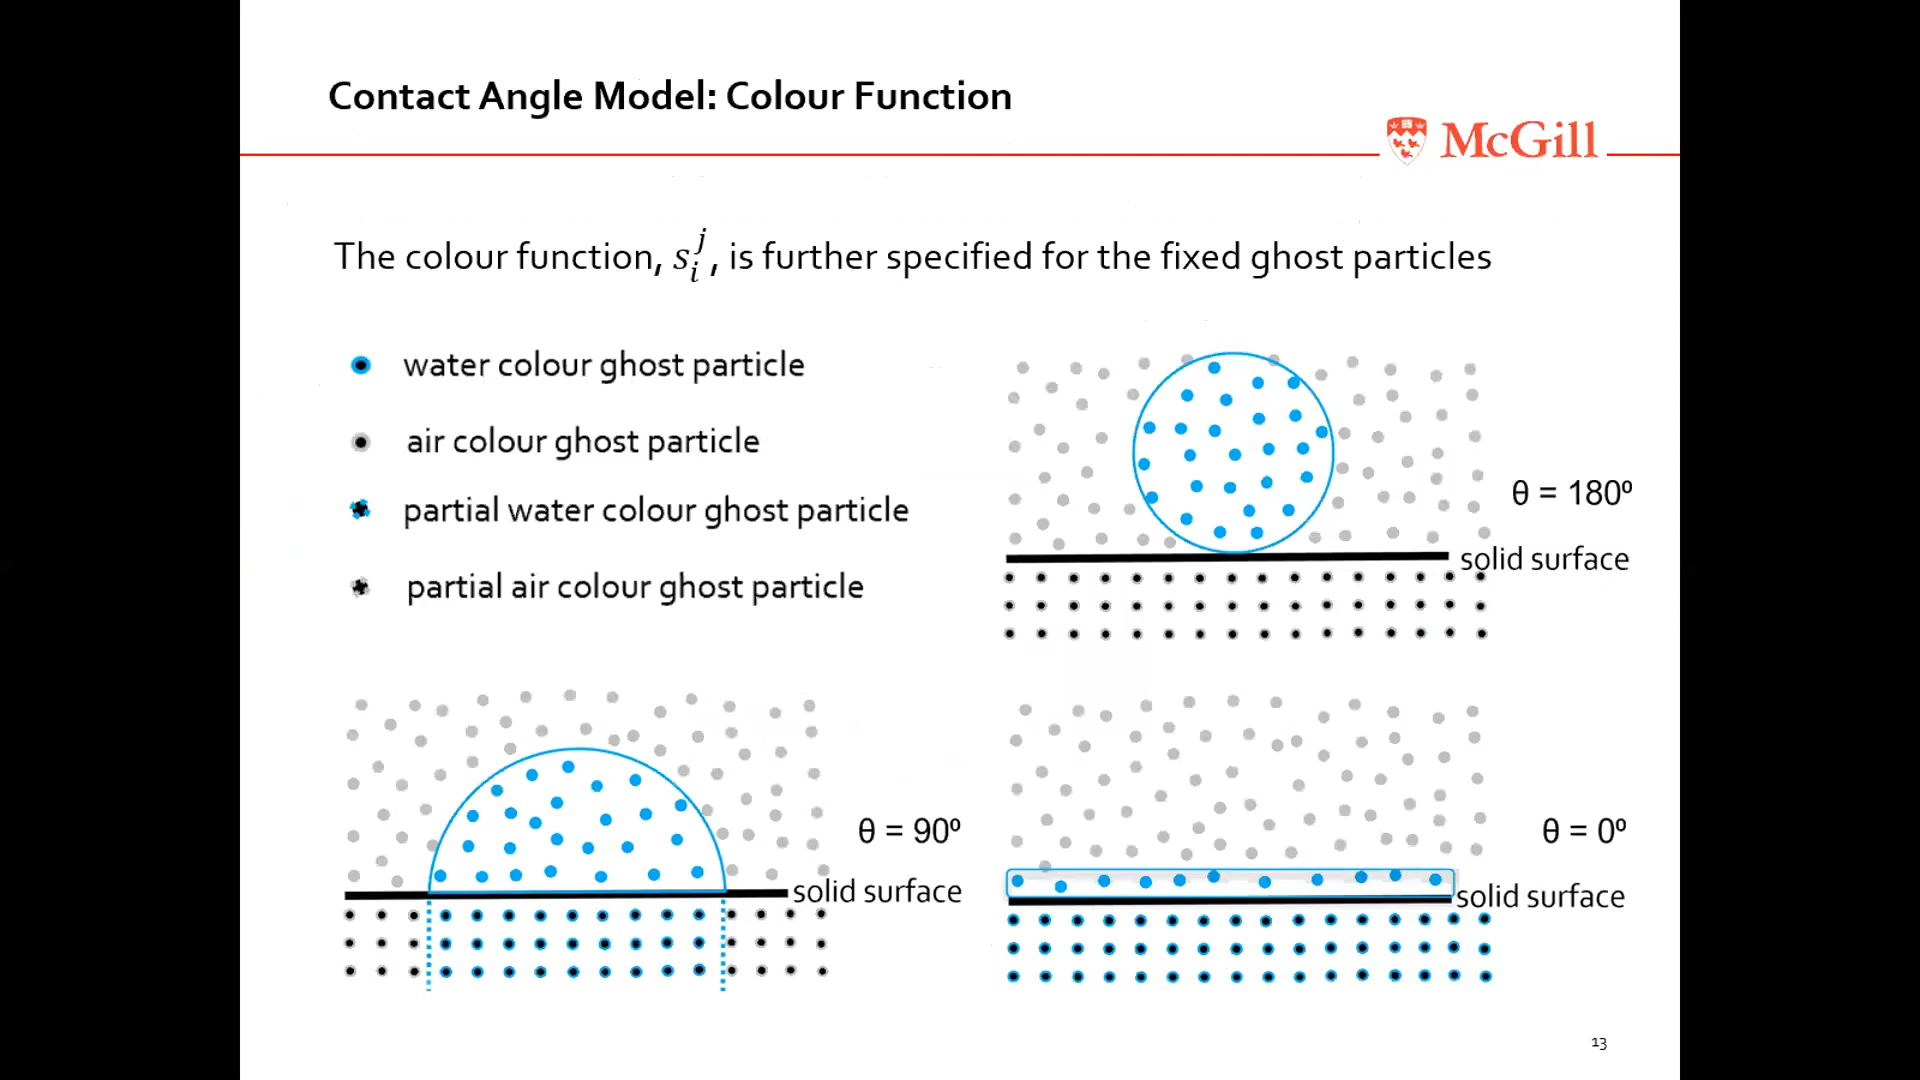 Contact Angle Model: Colour Function
McGill
The colour function, $s_i^j$, is further specified for the fixed ghost particles
water colour ghost particle
air colour ghost particle
partial water colour ghost particle
partial air colour ghost particle
θ = 180º
solid surface
θ = 90º
solid surface
θ = 0º
solid surface
13